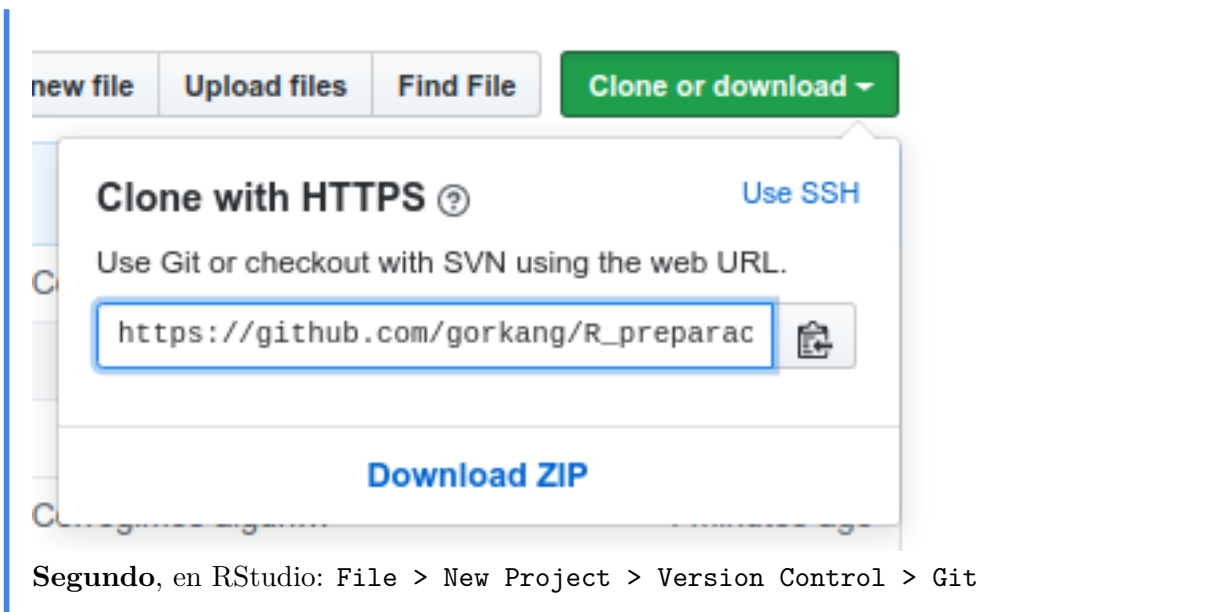 new file Upload files Find File Clone or download
Clone with HTTPS Use SSH
Use Git or checkout with SVN using the web URL.
https://github.com/gorkang/R_preparac
Download ZIP
Segundo, en RStudio: File > New Project > Version Control > Git